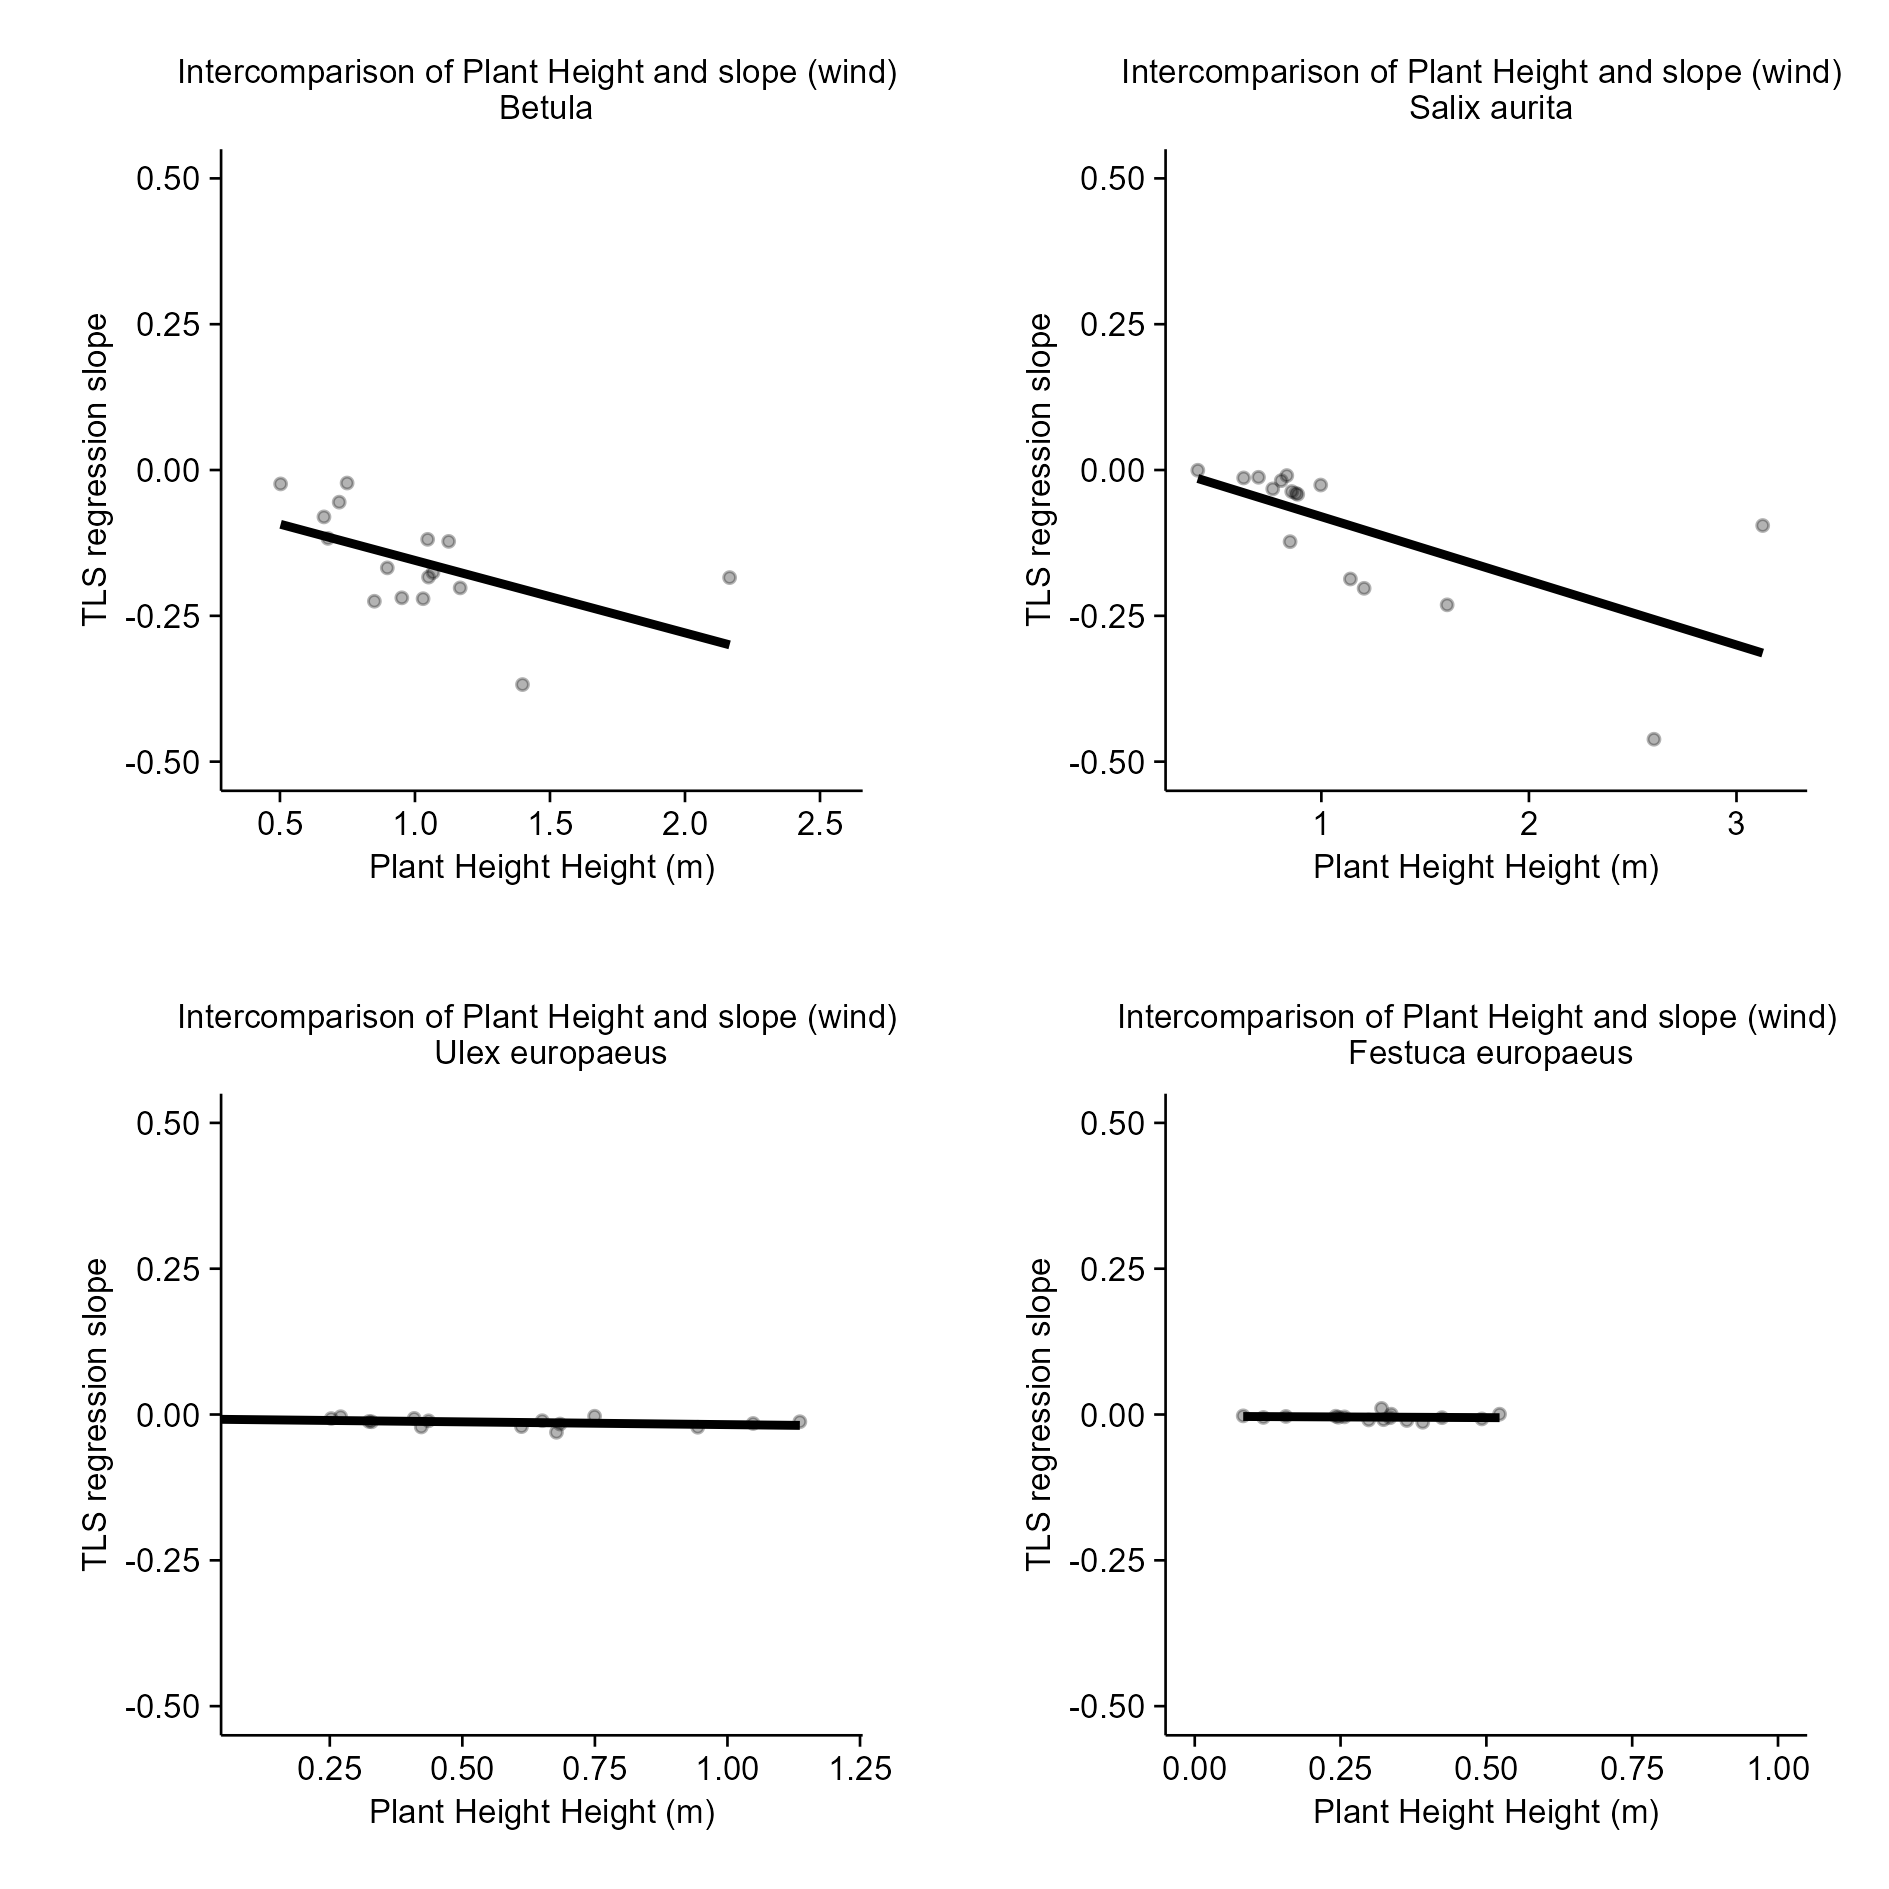 Intercomparison of Plant Height and slope (wind)
Betula
TLS regression slope
0.50
0.25
0.00
-0.25
-0.50
0.5 1.0 1.5 2.0 2.5
Plant Height Height (m)
Intercomparison of Plant Height and slope (wind)
Salix aurita
TLS regression slope
0.50
0.25
0.00
-0.25
-0.50
1 2 3
Plant Height Height (m)
Intercomparison of Plant Height and slope (wind)
Ulex europaeus
TLS regression slope
0.50
0.25
0.00
-0.25
-0.50
0.25 0.50 0.75 1.00 1.25
Plant Height Height (m)
Intercomparison of Plant Height and slope (wind)
Festuca europaeus
TLS regression slope
0.50
0.25
0.00
-0.25
-0.50
0.00 0.25 0.50 0.75 1.00
Plant Height Height (m)